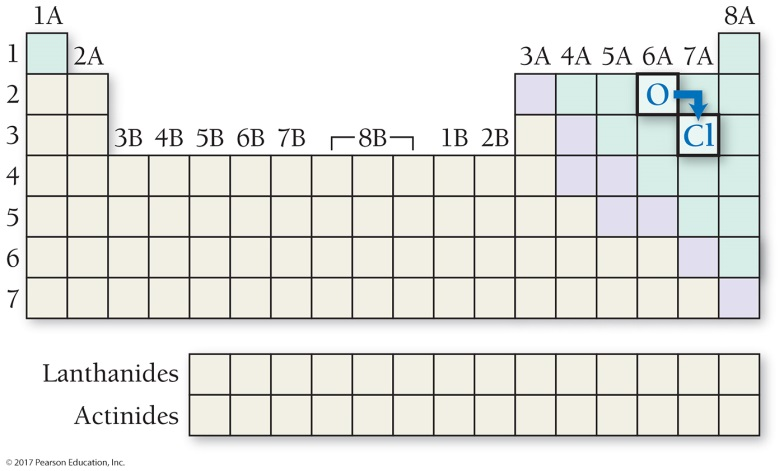 1A
8A
1
2A
3A 4A 5A 6A 7A
2
O
3
Cl
3B 4B 5B 6B 7B 8B 1B 2B
4
5
6
7
Lanthanides
Actinides
© 2017 Pearson Education, Inc.